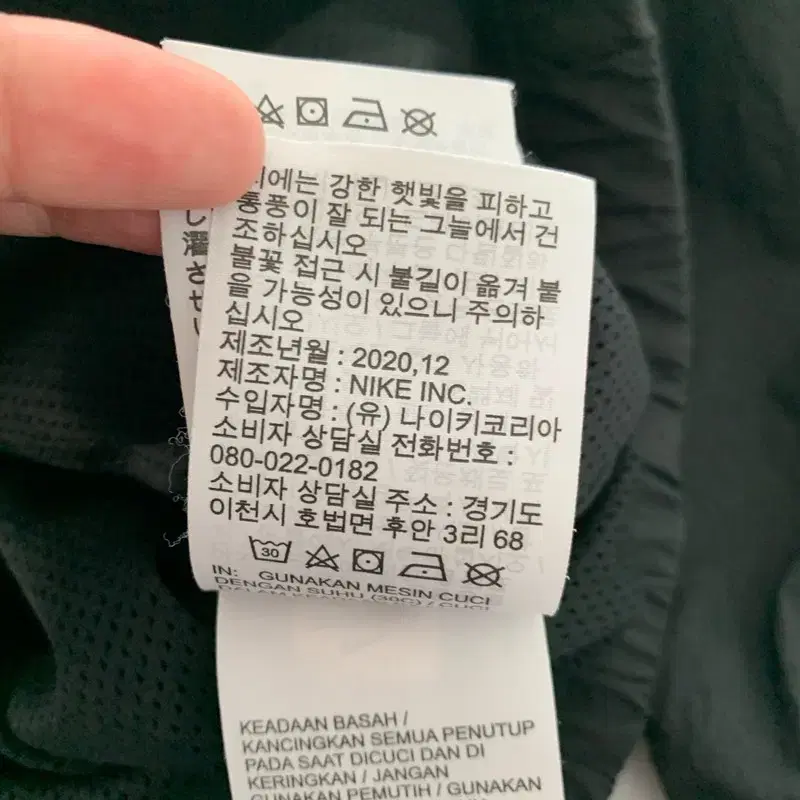 에는 강한 햇빛을 피하고
통풍이 잘 되는 그늘에서 건
조하십시오
불꽃 접근 시 불길이 옮겨 붙
을 가능성이 있으니 주의하
십시오
제조년월 : 2020,12
제조자명 : NIKE INC.
수입자명 : (유) 나이키코리아
소비자 상담실 전화번호 :
080-022-0182
소비자 상담실 주소 : 경기도
이천시 호법면 후안 3리 68
30
IN: GUNAKAN MESIN CUCI
DENGAN SUHU (30C) / CUCI
KEADAAN BASAH /
KANCINGKAN SEMUA PENUTUP
PADA SAAT DICUCI DAN DI
KERINGKAN / JANGAN
GUNAKAN PEMUTIH / GUNAKAN